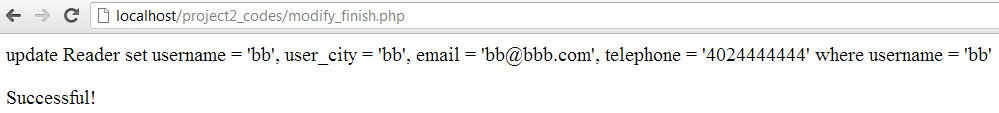 localhost/project2_codes/modify_finish.php
update Reader set username = 'bb', user_city = 'bb', email = 'bb@bbb.com', telephone = '4024444444' where username = 'bb'
Successful!